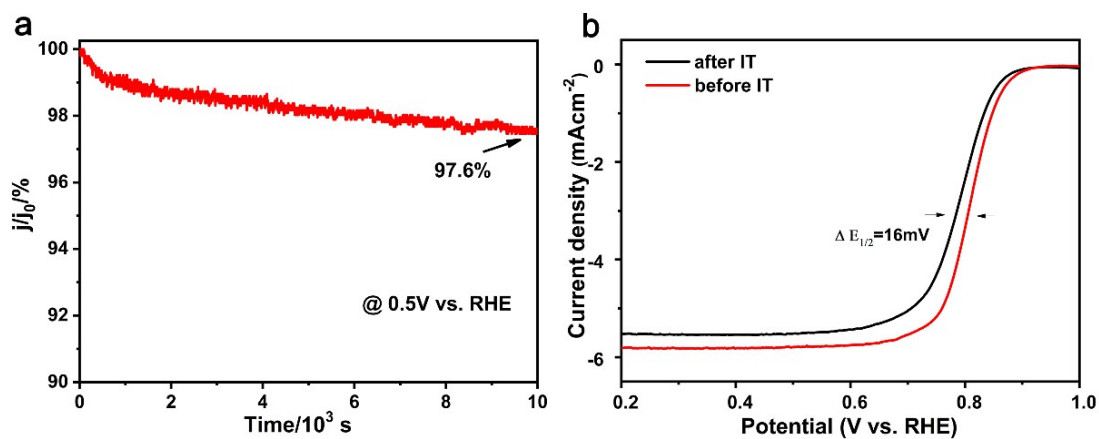 a
100
98
96
94
92
90
j/j0/%
97.6%
@ 0.5V vs. RHE
0 2 4 6 8 10
Time/10³ s
b
after IT
before IT
0
-2
-4
-6
Current density (mAcm⁻²)
Δ E1/2=16mV
0.2 0.4 0.6 0.8 1.0
Potential (V vs. RHE)